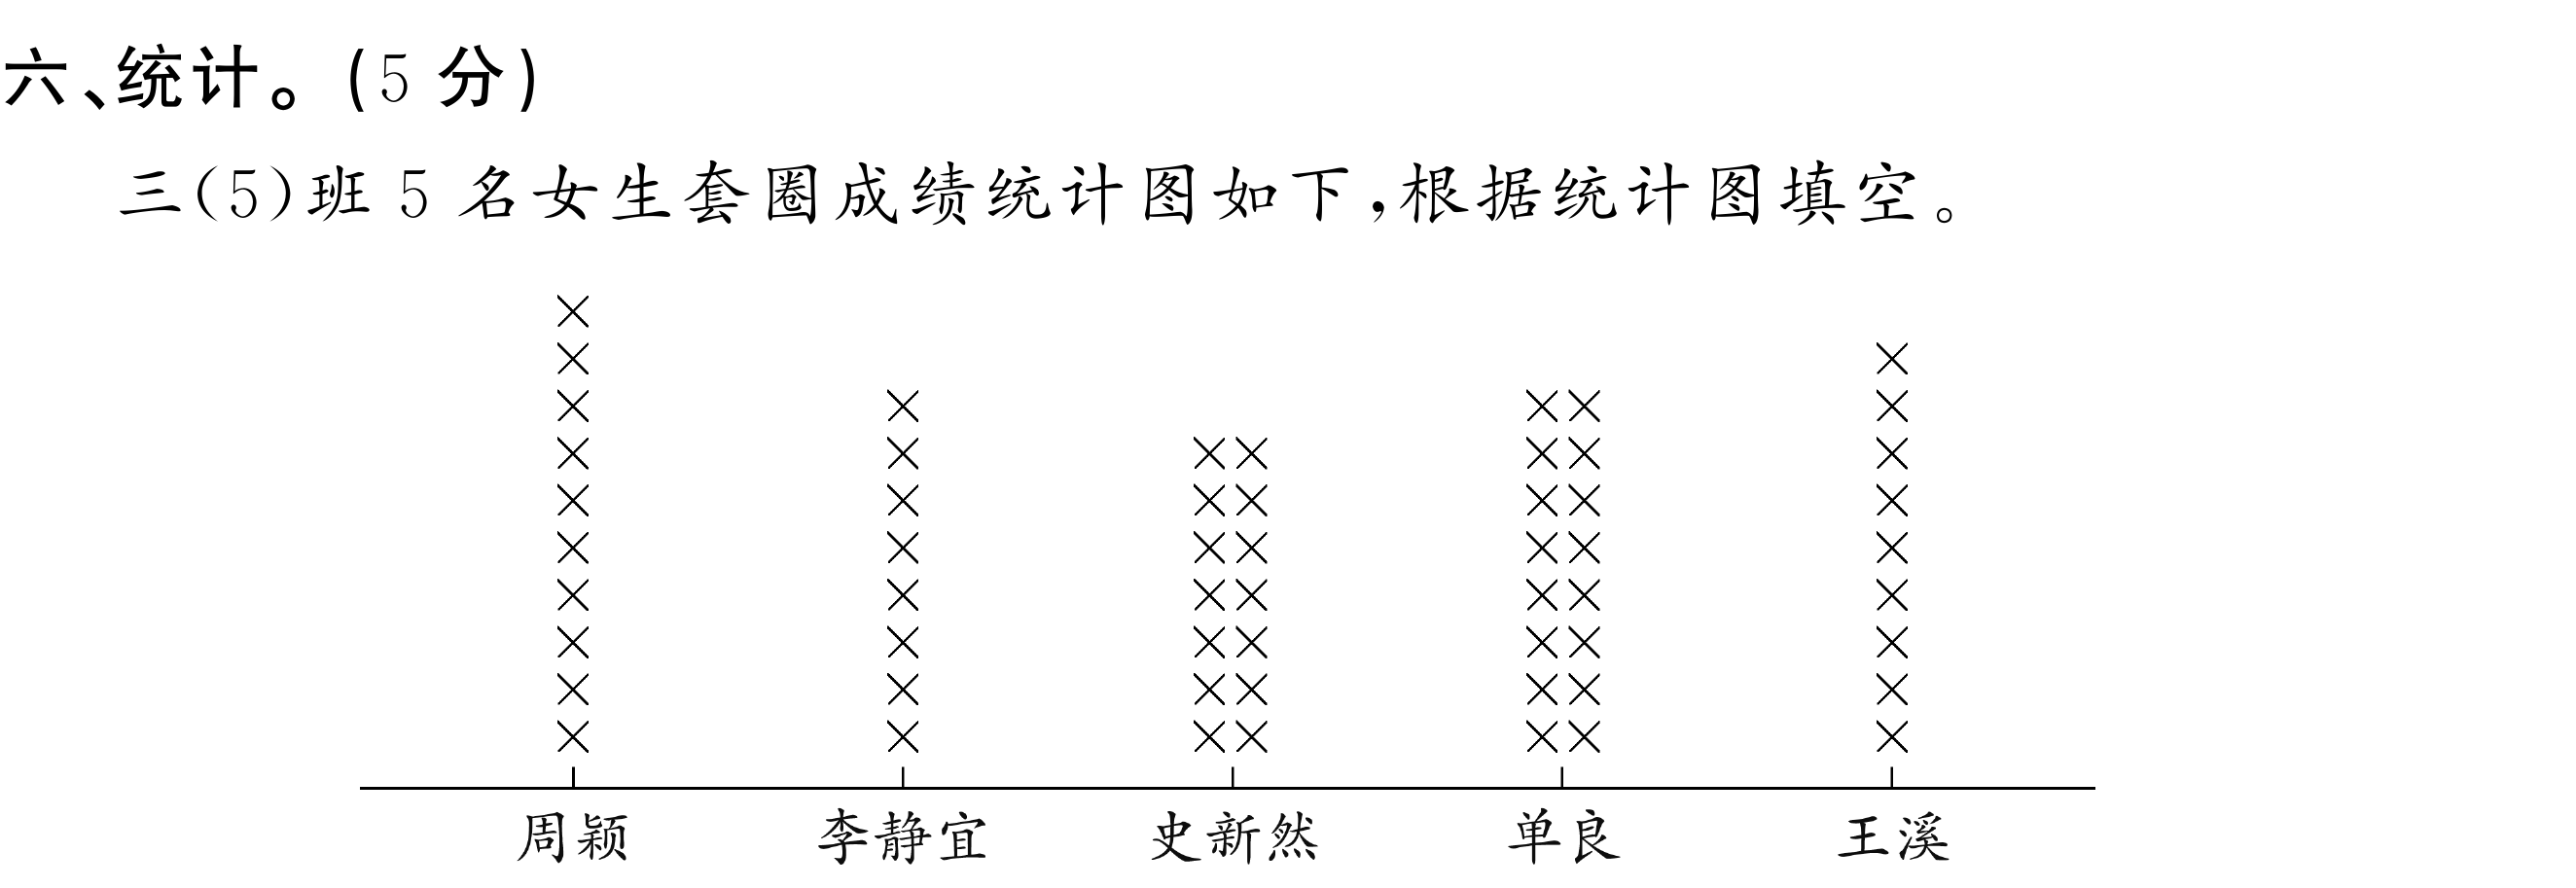 六、统计。(5分)
三(5)班 5 名女生套圈成绩统计图如下,根据统计图填空。
周颖 李静宜 史新然 单良 王溪